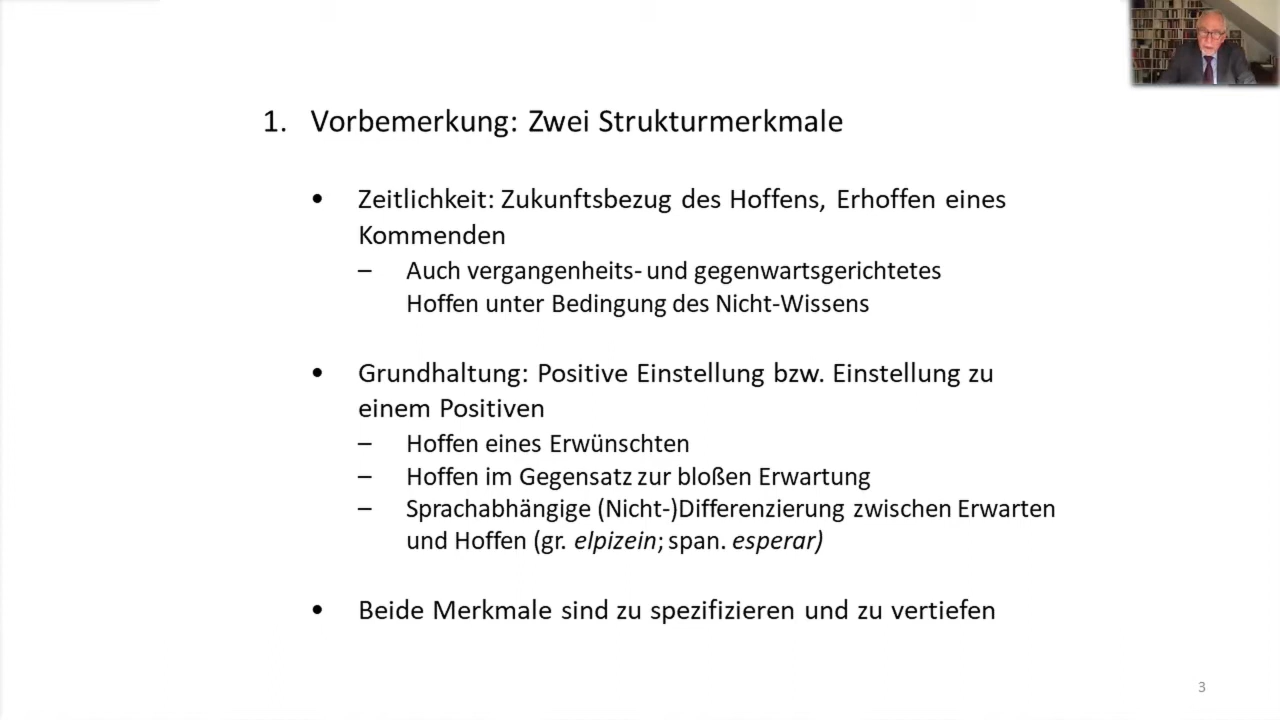 1. Vorbemerkung: Zwei Strukturmerkmale
• Zeitlichkeit: Zukunftsbezug des Hoffens, Erhoffen eines
Kommenden
– Auch vergangenheits- und gegenwartsgerichtetes
Hoffen unter Bedingung des Nicht-Wissens
• Grundhaltung: Positive Einstellung bzw. Einstellung zu
einem Positiven
– Hoffen eines Erwünschten
– Hoffen im Gegensatz zur bloßen Erwartung
– Sprachabhängige (Nicht-)Differenzierung zwischen Erwarten
und Hoffen (gr. elpizein; span. esperar)
• Beide Merkmale sind zu spezifizieren und zu vertiefen
3